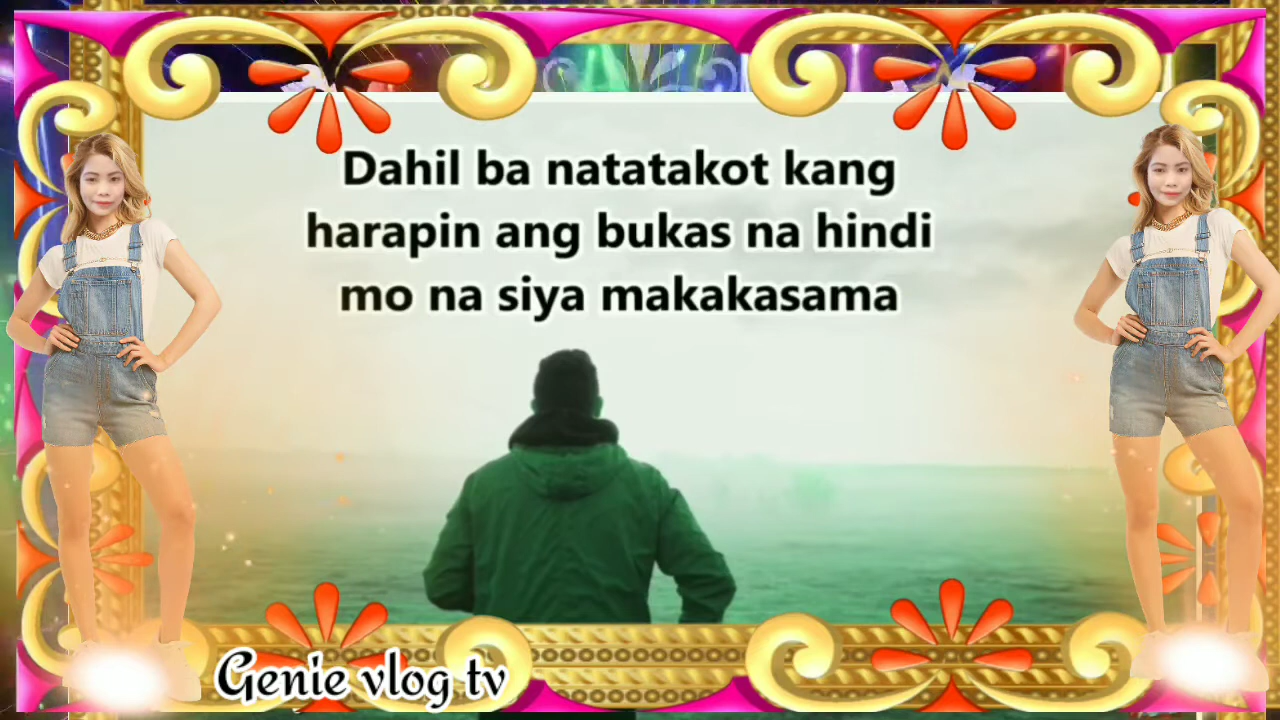 Dahil ba natatakot kang
harapin ang bukas na hindi
mo na siya makakasama
Genie vlog tv